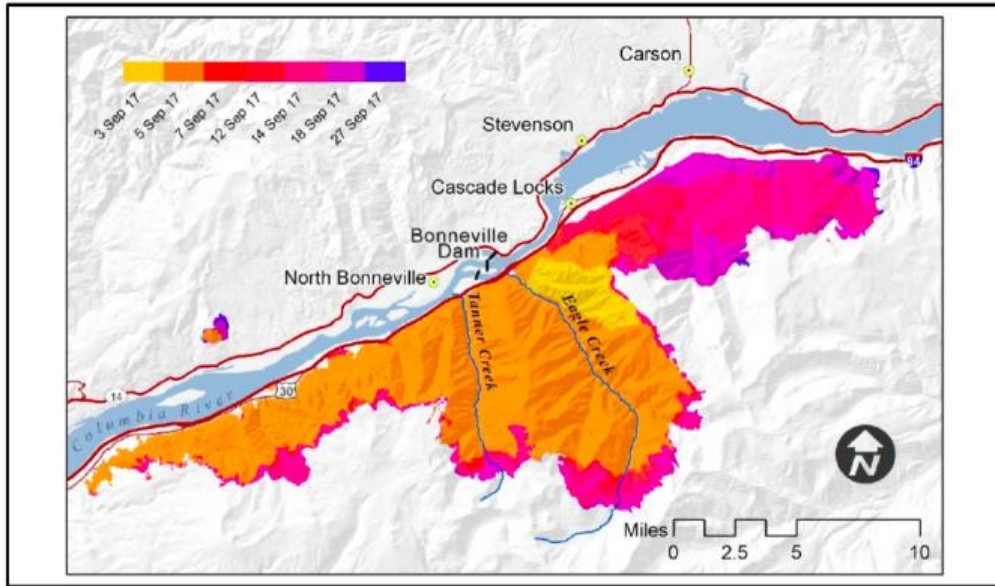 3 Sep 17
5 Sep 17
7 Sep 17
12 Sep 17
14 Sep 17
18 Sep 17
27 Sep 17
Carson
Stevenson
84
Cascade Locks
Bonneville
Dam
North Bonneville
Tanner Creek
Eagle Creek
14
30
Columbia River
N
Miles
0 2.5 5 10